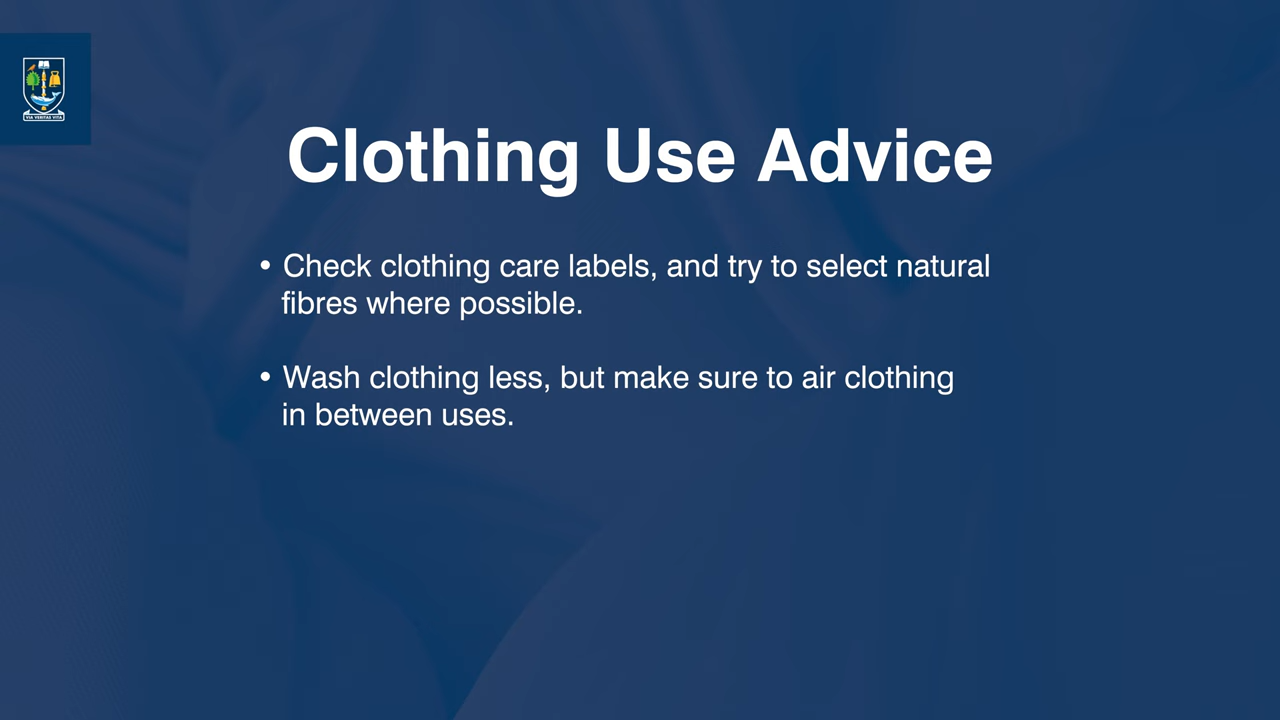 VIA VERITAS VITA
Clothing Use Advice
• Check clothing care labels, and try to select natural
fibres where possible.
• Wash clothing less, but make sure to air clothing
in between uses.